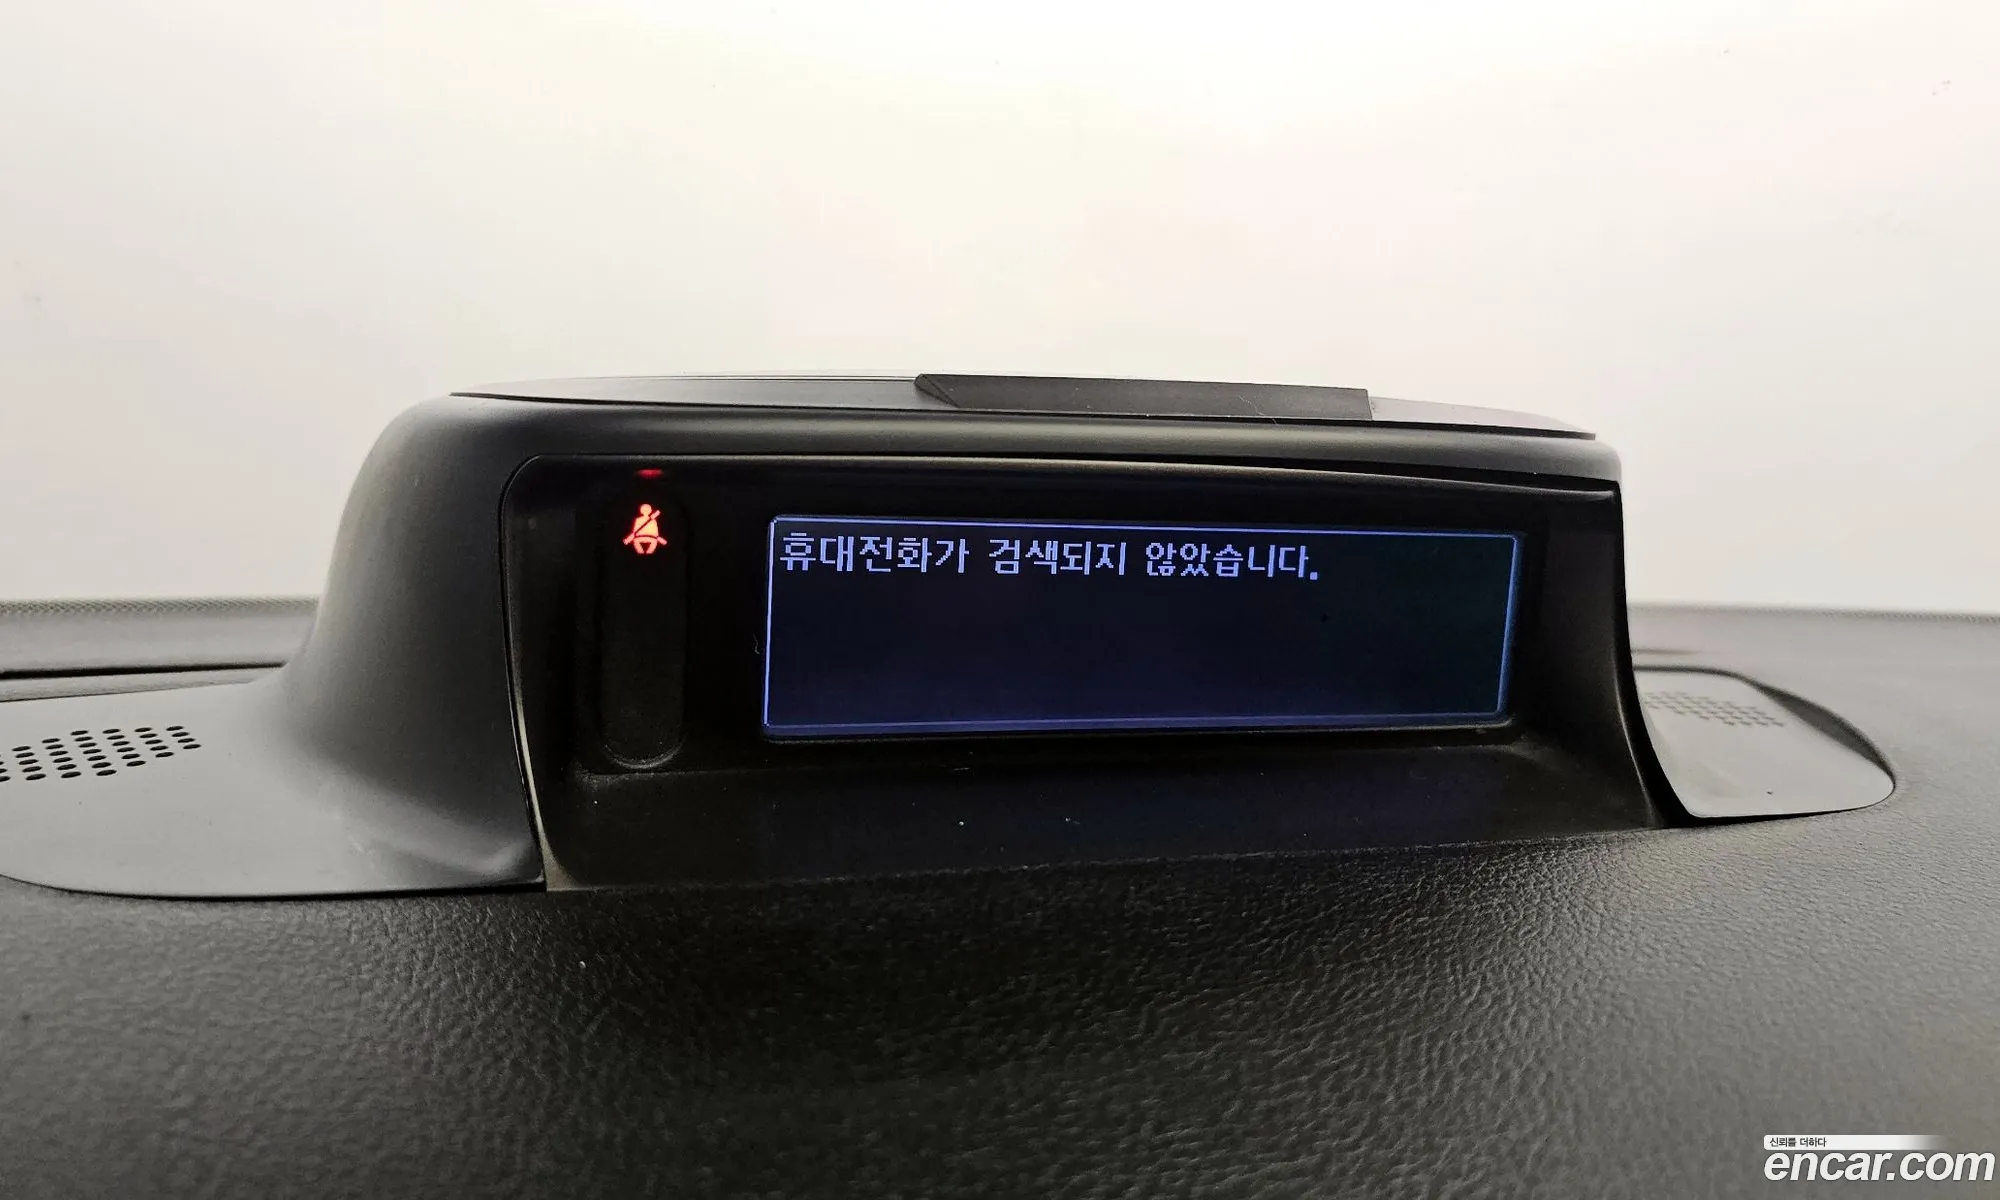 휴대전화가 검색되지 않았습니다.
신뢰를 더하다
encar.com